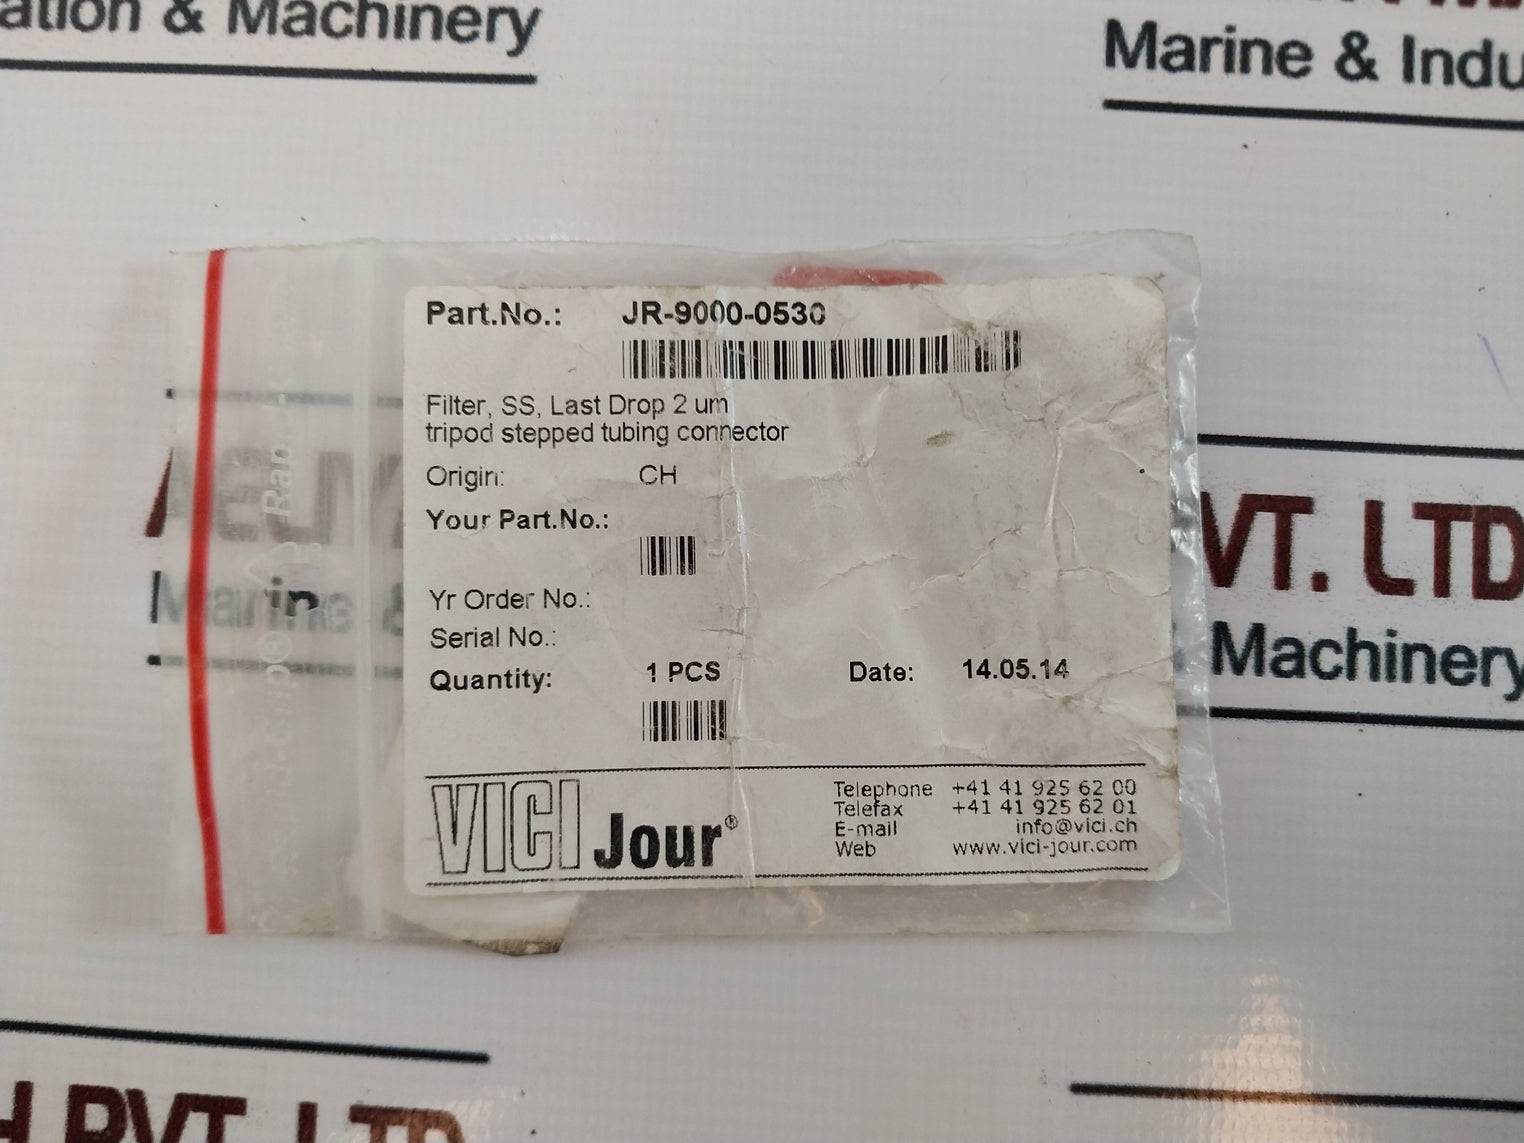 & Machinery
Marine & Indu
Part.No.: JR-9000-0530
Filter, SS, Last Drop 2 um
tripod stepped tubing connector
Origin: CH
Your Part.No.:
Yr Order No.:
Serial No.:
Quantity: 1 PCS Date: 14.05.14
VICI Jour®
Telephone +41 41 925 62 00
Telefax +41 41 925 62 01
E-mail info@vici.ch
Web www.vici-jour.com
Marine &
VT. LTD
Machinery
H PVT. LTD